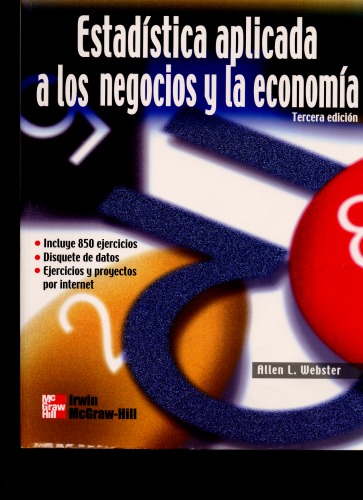 Estadística aplicada
a los negocios y la economía
Tercera edición
• Incluye 850 ejercicios
• Disquete de datos
• Ejercicios y proyectos
por internet
Allen L. Webster
Mc
Graw
Hill
Irwin
McGraw-Hill